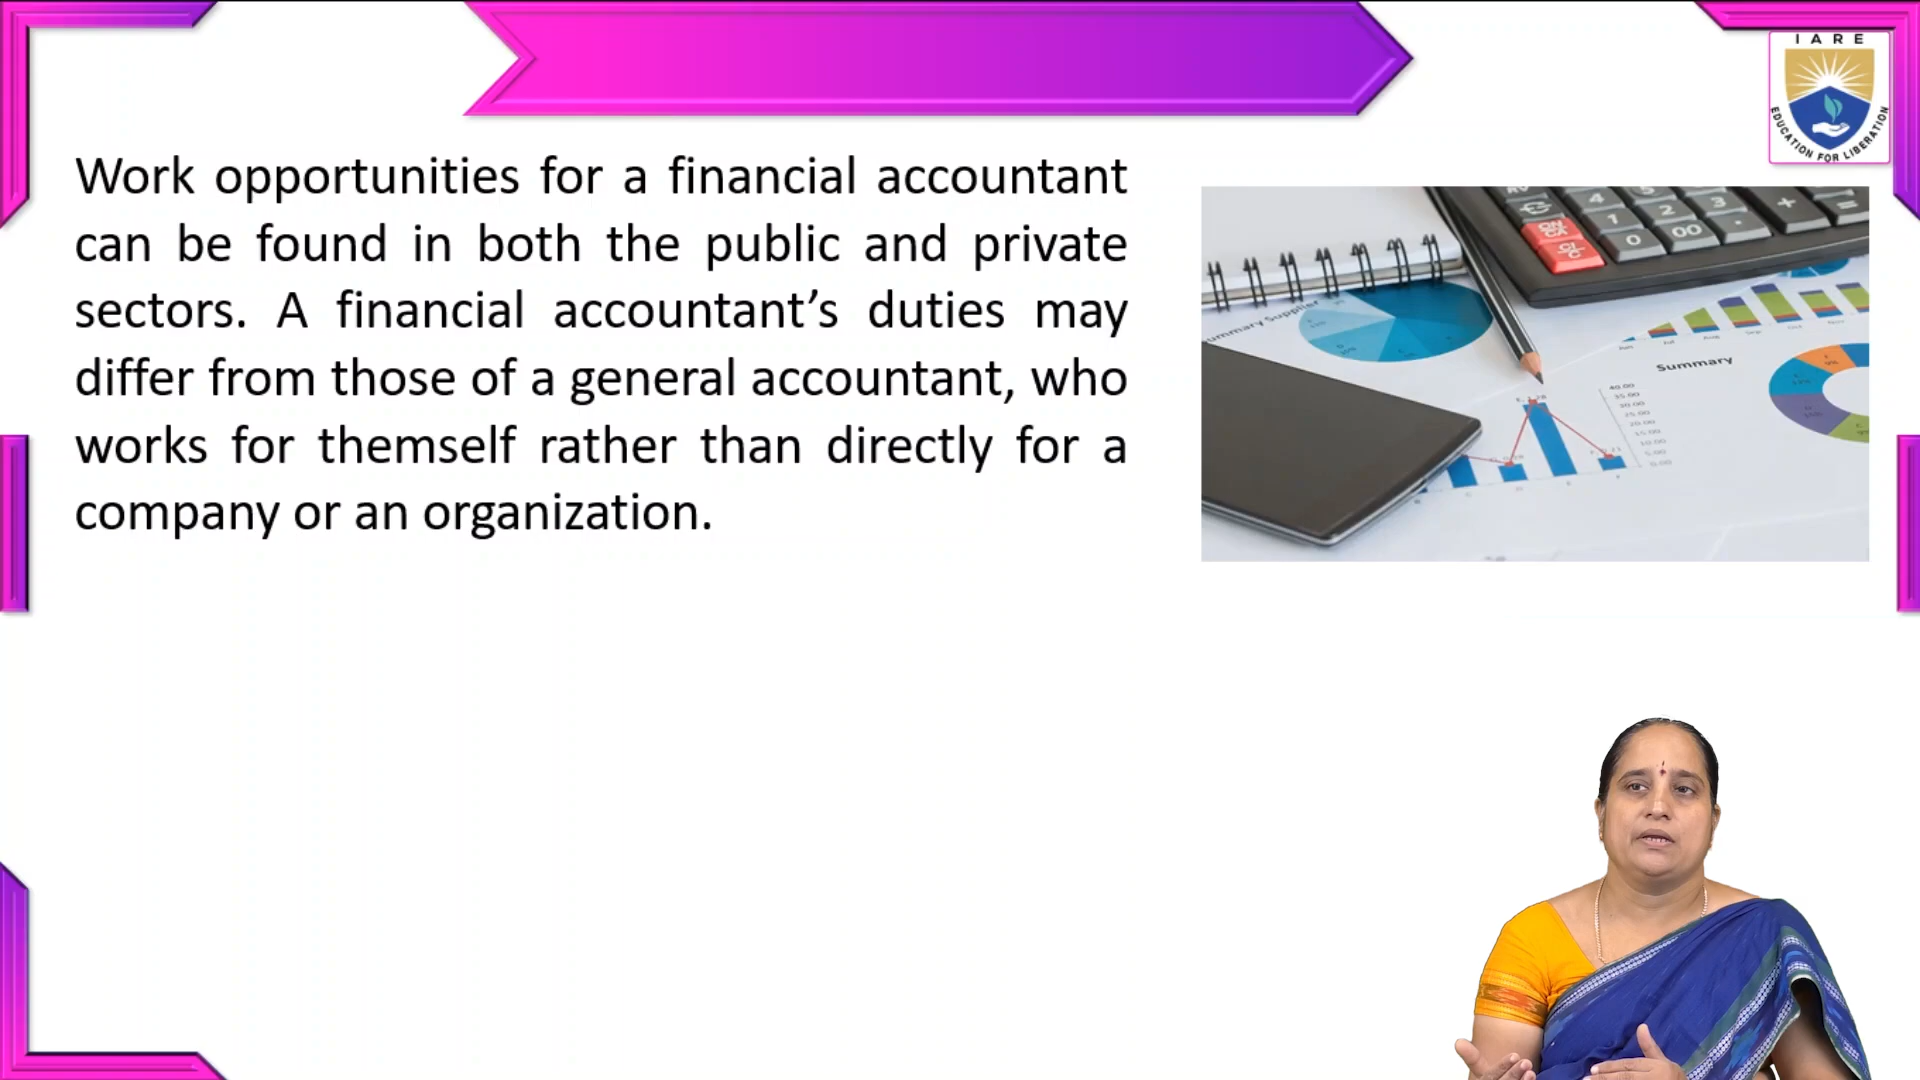 I A R E
EDUCATION FOR LIBERATION
Work opportunities for a financial accountant
can be found in both the public and private
sectors. A financial accountant’s duties may
differ from those of a general accountant, who
works for themself rather than directly for a
company or an organization.
Summary